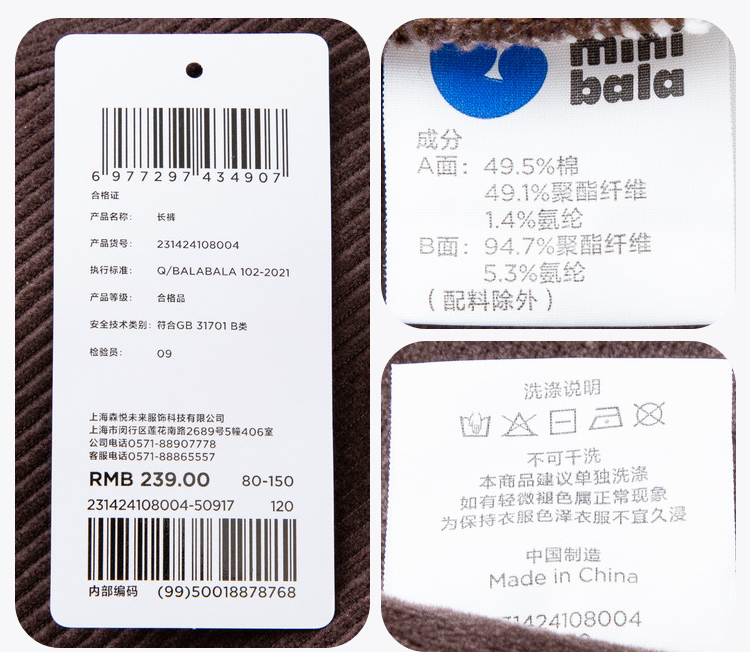 6 977297 434907
合格证
产品名称: 长裤
产品货号: 231424108004
执行标准: Q/BALABALA 102-2021
产品等级: 合格品
安全技术类别: 符合GB 31701 B类
检验员: 09
上海森悦未来服饰科技有限公司
上海市闵行区莲花南路2689号5幢406室
公司电话0571-88907778
客服电话0571-88865557
RMB 239.00 80-150
231424108004-50917 120
内部编码 (99)50018878768
mini
bala
成分
A面: 49.5%棉
49.1%聚酯纤维
1.4%氨纶
B面: 94.7%聚酯纤维
5.3%氨纶
(配料除外)
洗涤说明
不可干洗
本商品建议单独洗涤
如有轻微褪色属正常现象
为保持衣服色泽衣服不宜久浸
中国制造
Made in China
231424108004